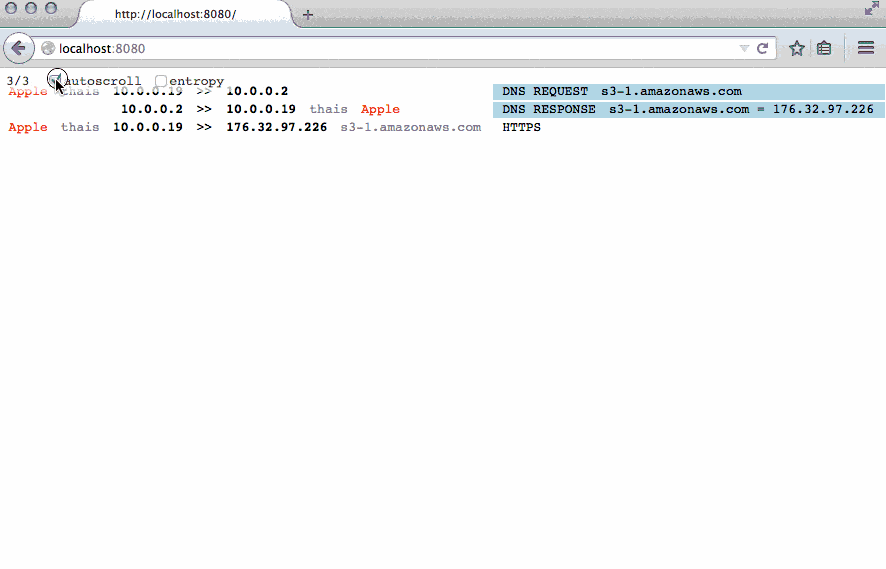 http://localhost:8080/
localhost:8080
3/3 autoscroll entropy
Apple thais 10.0.0.19 >> 10.0.0.2 DNS REQUEST s3-1.amazonaws.com
10.0.0.2 >> 10.0.0.19 thais Apple DNS RESPONSE s3-1.amazonaws.com = 176.32.97.226
Apple thais 10.0.0.19 >> 176.32.97.226 s3-1.amazonaws.com HTTPS